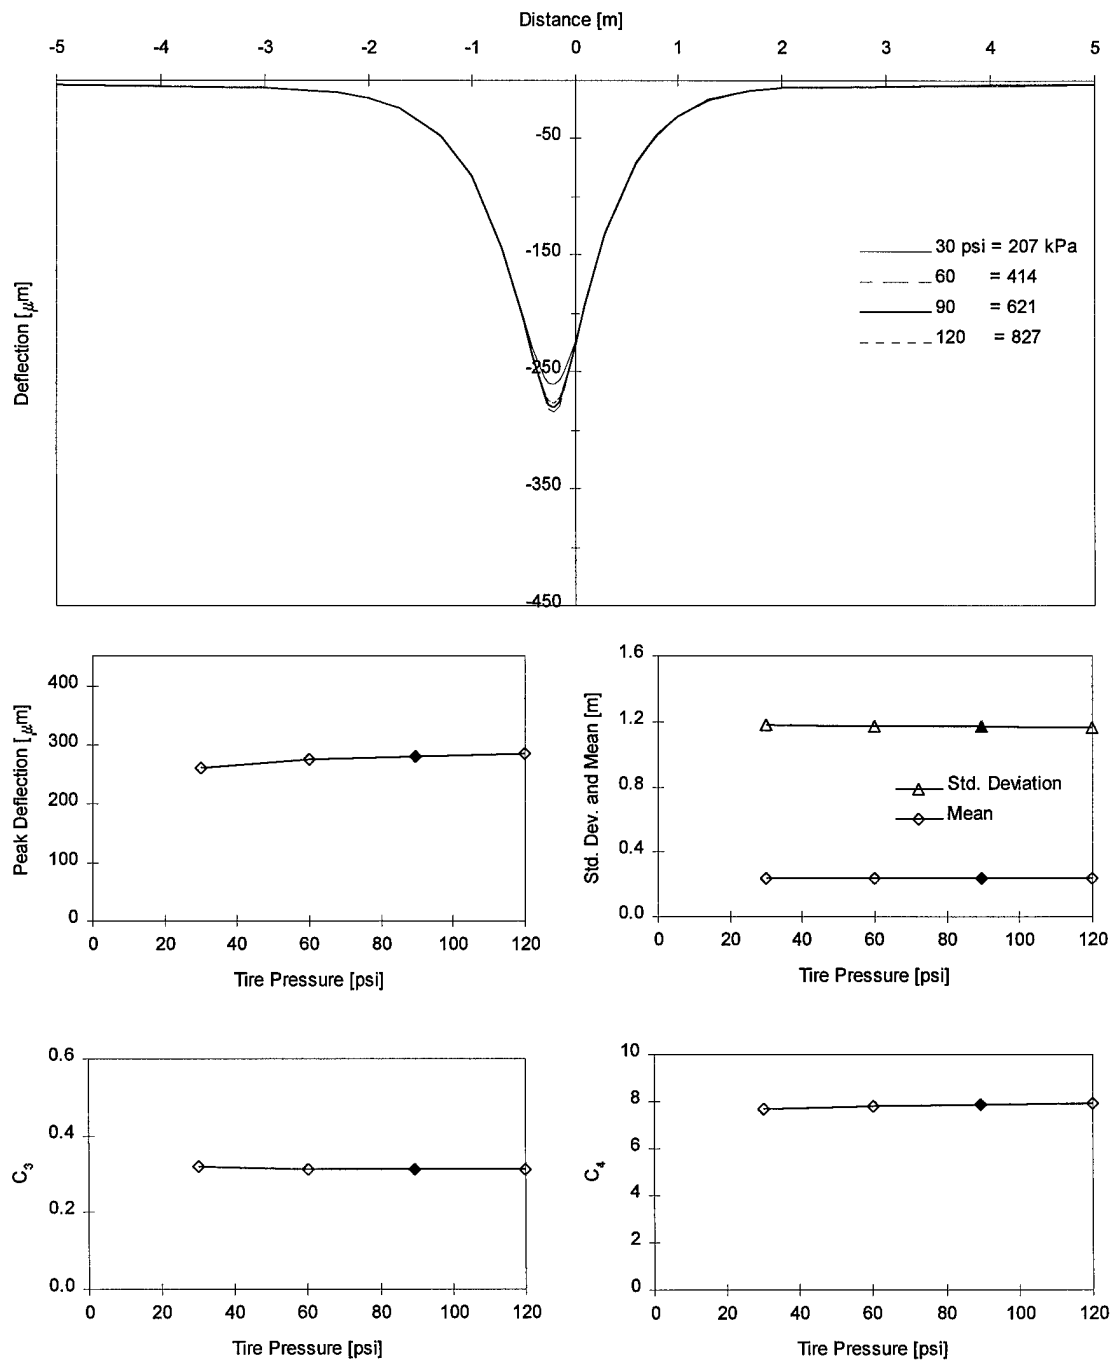 Distance [m]
-5 -4 -3 -2 -1 0 1 2 3 4 5
-50
-150
-250
-350
-450
Deflection [μm]
30 psi = 207 kPa
60 = 414
90 = 621
120 = 827
400
300
200
100
0
Peak Deflection [μm]
0 20 40 60 80 100 120
Tire Pressure [psi]
1.6
1.2
0.8
0.4
0.0
Std. Dev. and Mean [m]
Std. Deviation
Mean
0 20 40 60 80 100 120
Tire Pressure [psi]
0.6
0.4
0.2
0.0
C₃
0 20 40 60 80 100 120
Tire Pressure [psi]
10
8
6
4
2
0
C₄
0 20 40 60 80 100 120
Tire Pressure [psi]